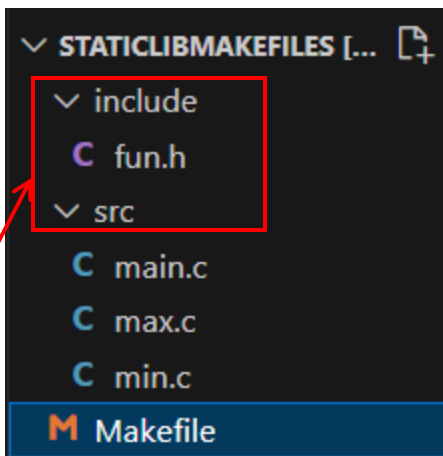 STATICLIBMAKEFILES [...
include
C fun.h
src
C main.c
C max.c
C min.c
M Makefile